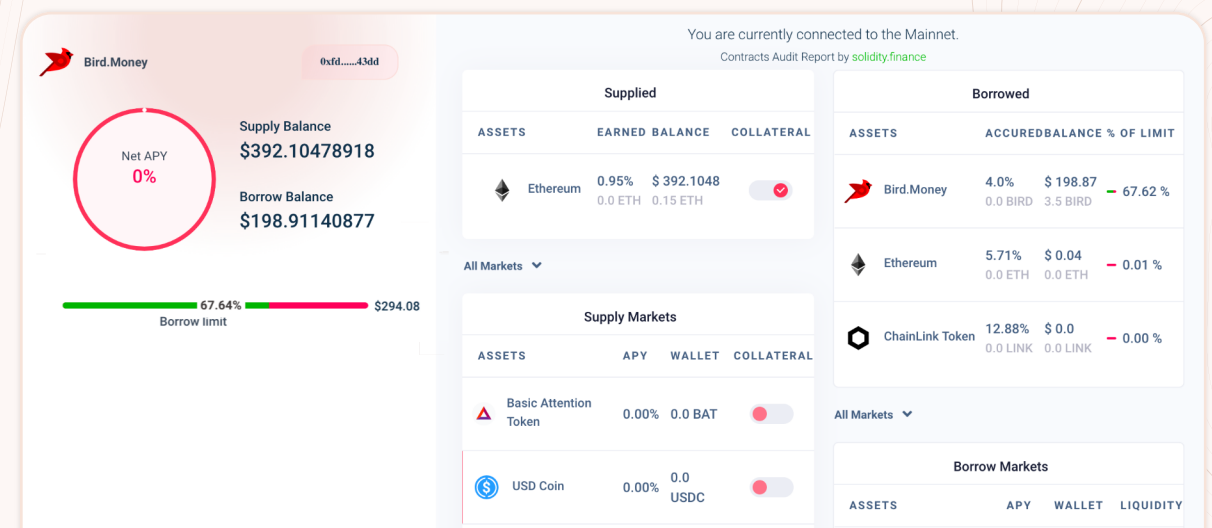 Bird.Money
0xfd......43dd
Net APY
0%
Supply Balance
$392.10478918
Borrow Balance
$198.91140877
67.64%
$294.08
Borrow limit
You are currently connected to the Mainnet.
Contracts Audit Report by solidity.finance
Supplied
ASSETS EARNED BALANCE COLLATERAL
Ethereum 0.95% $ 392.1048
0.0 ETH 0.15 ETH
All Markets
Supply Markets
ASSETS APY WALLET COLLATERAL
Basic Attention
Token
0.00% 0.0 BAT
USD Coin 0.00% 0.0
USDC
Borrowed
ASSETS ACCUREDBALANCE % OF LIMIT
Bird.Money 4.0% $ 198.87 67.62 %
0.0 BIRD 3.5 BIRD
Ethereum 5.71% $ 0.04 0.01 %
0.0 ETH 0.0 ETH
ChainLink Token 12.88% $ 0.0 0.00 %
0.0 LINK 0.0 LINK
All Markets
Borrow Markets
ASSETS APY WALLET LIQUIDITY